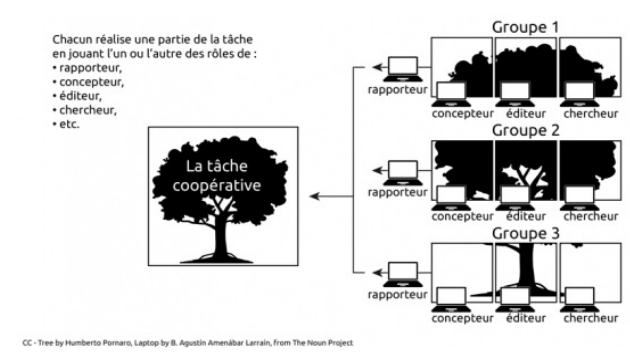 Chacun réalise une partie de la tâche
en jouant l'un ou l'autre des rôles de :
• rapporteur,
• concepteur,
• éditeur,
• chercheur,
• etc.
La tâche
coopérative
Groupe 1
rapporteur
concepteur éditeur chercheur
Groupe 2
rapporteur
concepteur éditeur chercheur
Groupe 3
rapporteur
concepteur éditeur chercheur
CC - Tree by Humberto Pornaro, Laptop by B. Agustín Amenábar Larraín, from The Noun Project